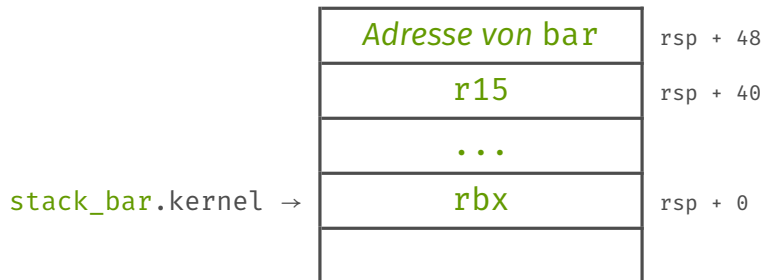 Adresse von bar rsp + 48
r15 rsp + 40
...
stack_bar.kernel → rbx rsp + 0